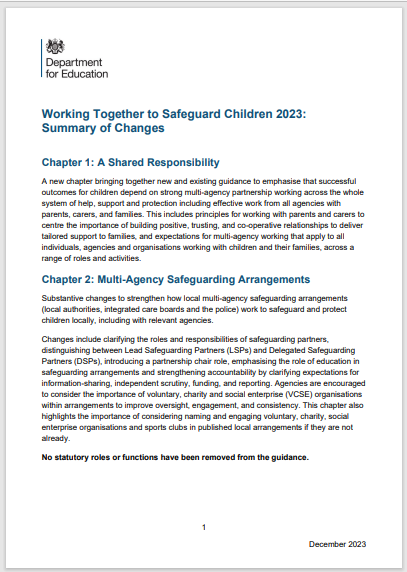 Department
for Education
Working Together to Safeguard Children 2023:
Summary of Changes
Chapter 1: A Shared Responsibility
A new chapter bringing together new and existing guidance to emphasise that successful
outcomes for children depend on strong multi-agency partnership working across the whole
system of help, support and protection including effective work from all agencies with
parents, carers, and families. This includes principles for working with parents and carers to
centre the importance of building positive, trusting, and co-operative relationships to deliver
tailored support to families, and expectations for multi-agency working that apply to all
individuals, agencies and organisations working with children and their families, across a
range of roles and activities.
Chapter 2: Multi-Agency Safeguarding Arrangements
Substantive changes to strengthen how local multi-agency safeguarding arrangements
(local authorities, integrated care boards and the police) work to safeguard and protect
children locally, including with relevant agencies.
Changes include clarifying the roles and responsibilities of safeguarding partners,
distinguishing between Lead Safeguarding Partners (LSPs) and Delegated Safeguarding
Partners (DSPs), introducing a partnership chair role, emphasising the role of education in
safeguarding arrangements and strengthening accountability by clarifying expectations for
information-sharing, independent scrutiny, funding, and reporting. Agencies are encouraged
to consider the importance of voluntary, charity and social enterprise (VCSE) organisations
within arrangements to improve oversight, engagement, and consistency. This chapter also
highlights the importance of considering naming and engaging voluntary, charity, social
enterprise organisations and sports clubs in published local arrangements if they are not
already.
No statutory roles or functions have been removed from the guidance.
1
December 2023